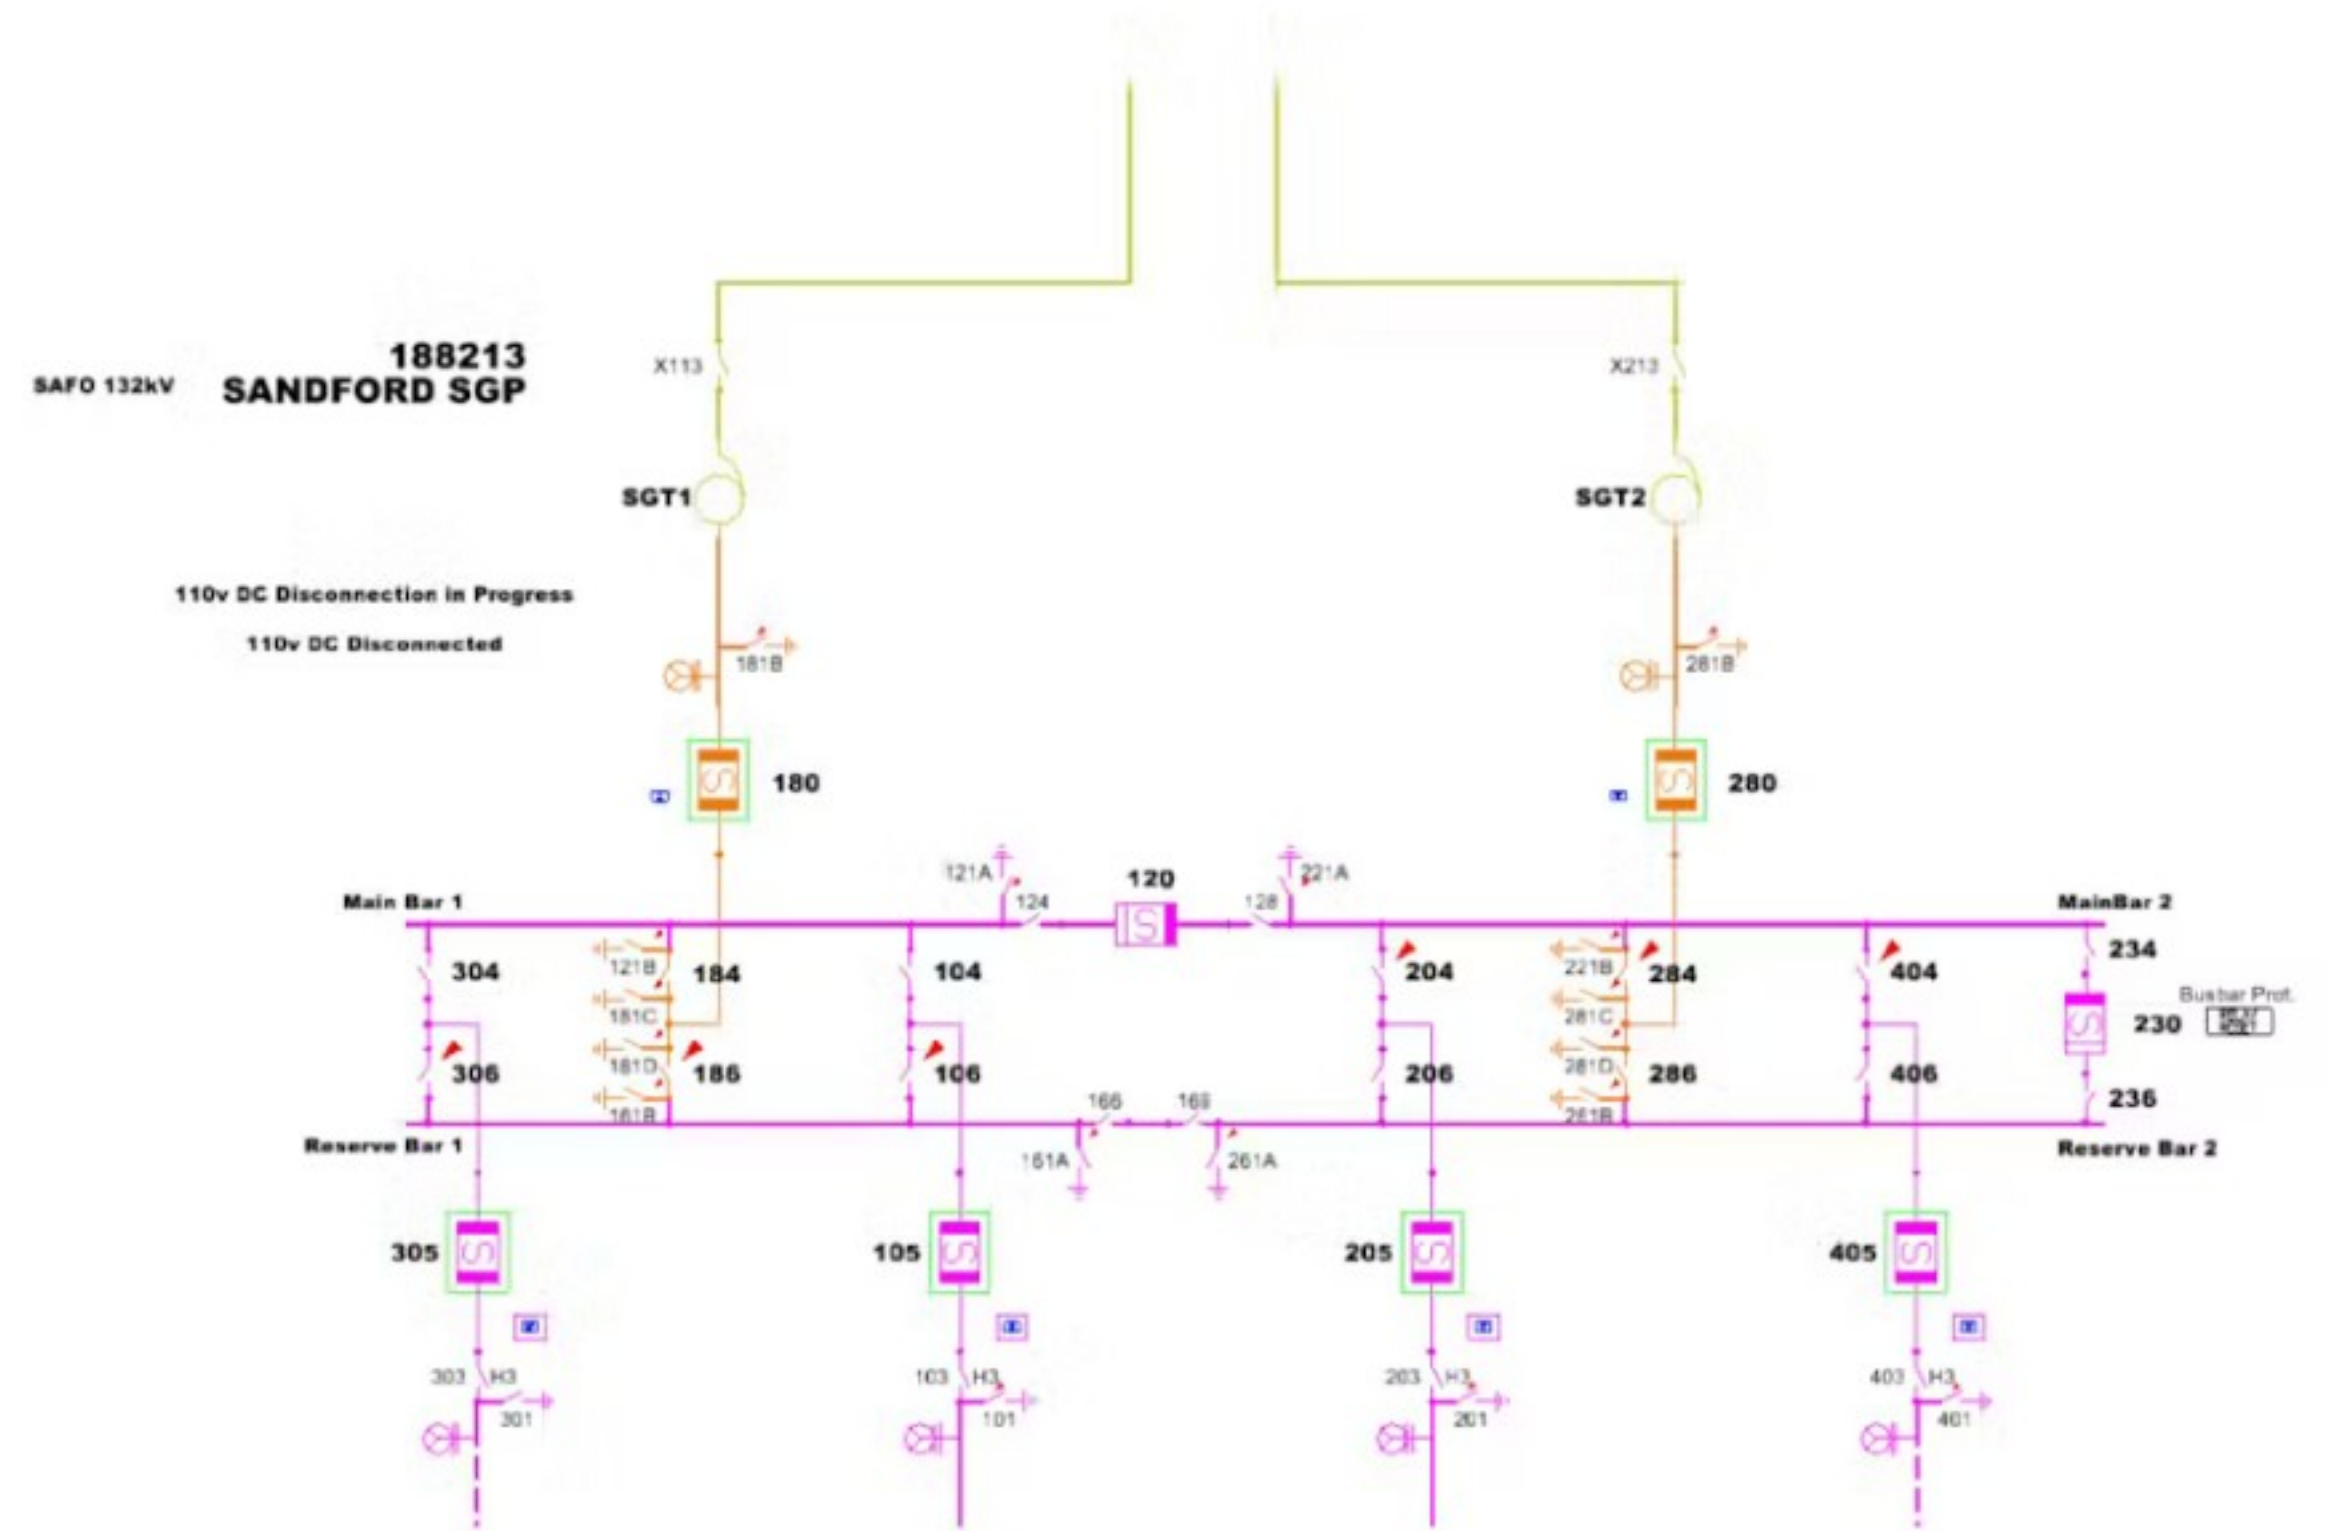 188213
SAFO 132kV SANDFORD SGP
X113
X213
SGT1
SGT2
110v DC Disconnection in Progress
110v DC Disconnected
181B
281B
180
280
121A
120
221A
124
128
Main Bar 1
MainBar 2
304
121B
184
104
204
221B
284
404
234
181C
281C
Busbar Prot.
230
306
181D
186
106
206
281D
286
406
236
161B
166
168
261B
Reserve Bar 1
161A
261A
Reserve Bar 2
305
105
205
405
303 H3
103 H3
203 H3
403 H3
301
101
201
401